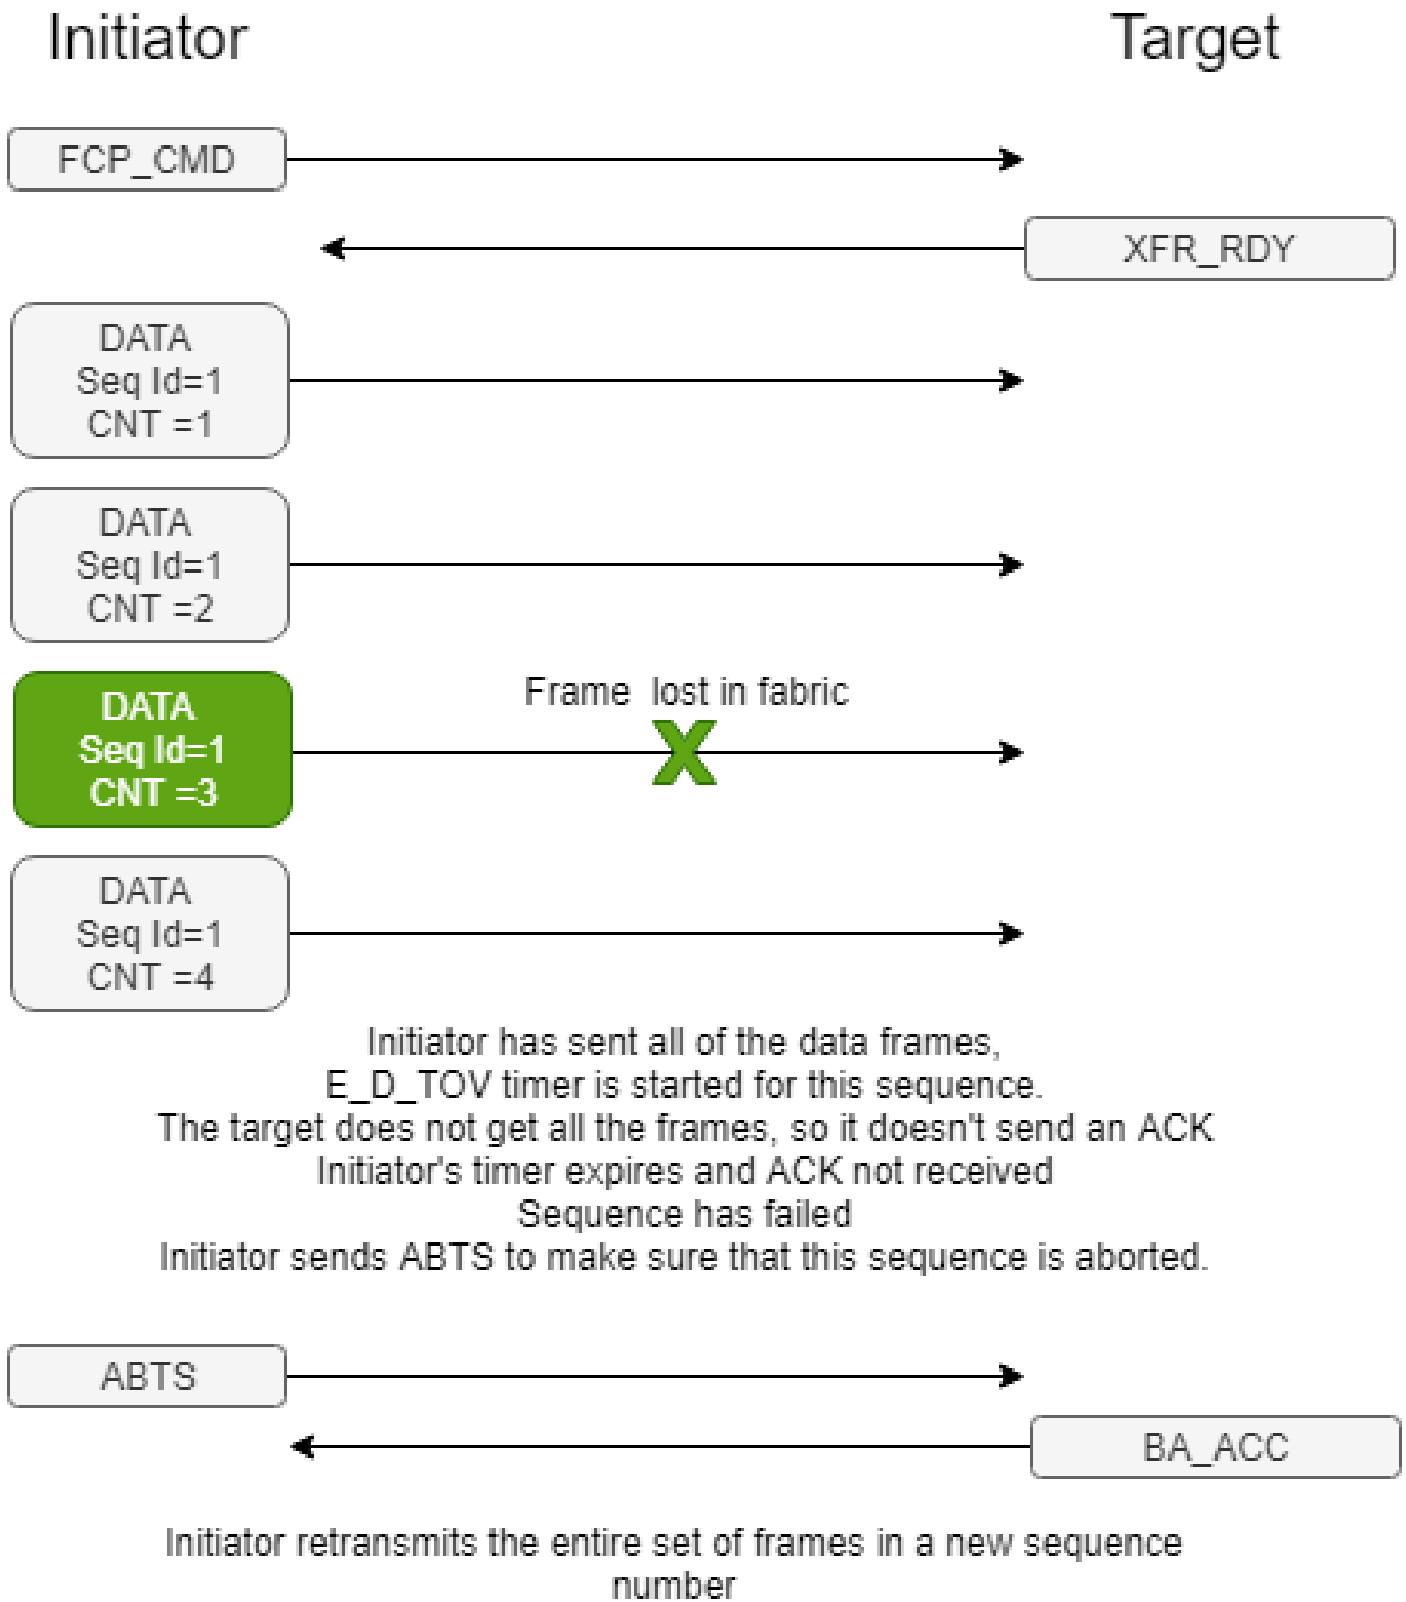 Initiator
Target
FCP_CMD
XFR_RDY
DATA
Seq Id=1
CNT =1
DATA
Seq Id=1
CNT =2
Frame lost in fabric
DATA
Seq Id=1
CNT =3
X
DATA
Seq Id=1
CNT =4
Initiator has sent all of the data frames,
E_D_TOV timer is started for this sequence.
The target does not get all the frames, so it doesn't send an ACK
Initiator's timer expires and ACK not received
Sequence has failed
Initiator sends ABTS to make sure that this sequence is aborted.
ABTS
BA_ACC
Initiator retransmits the entire set of frames in a new sequence
number